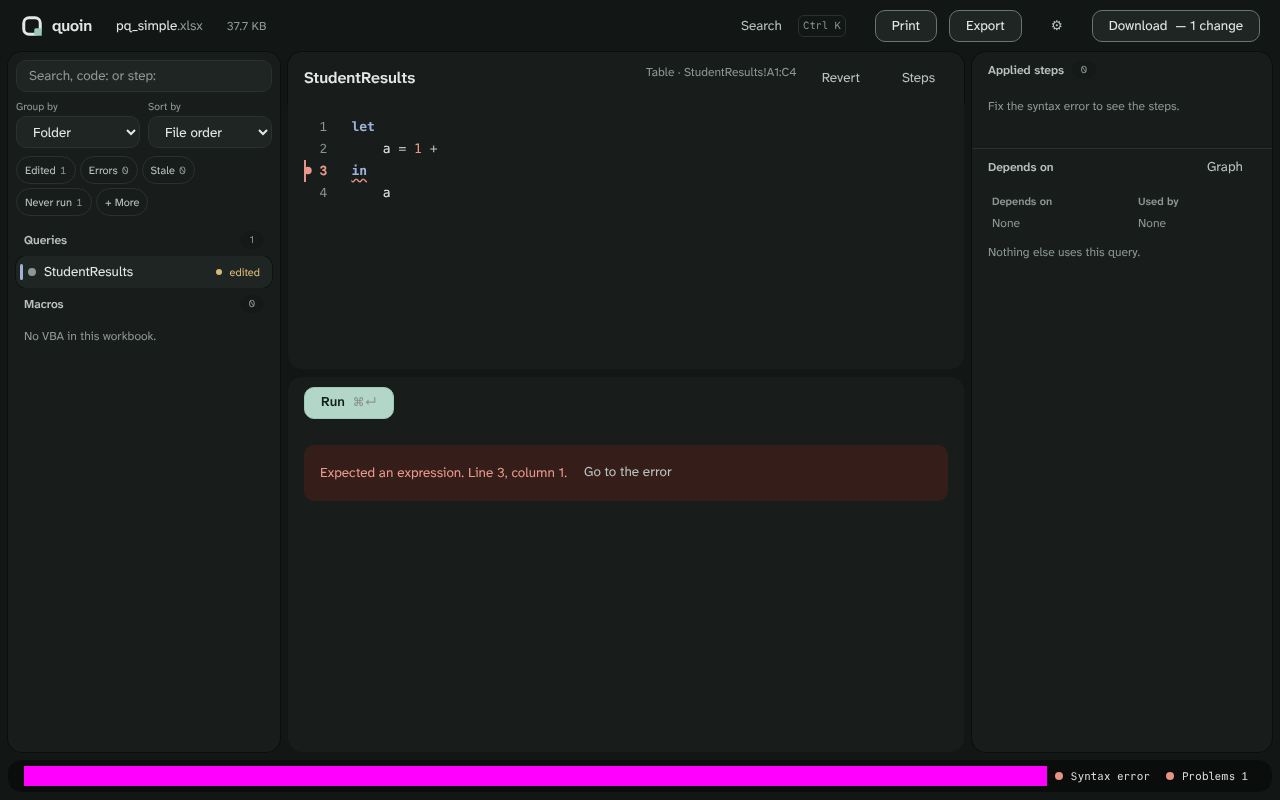 quoin
pq_simple.xlsx
37.7 KB
Search
Ctrl K
Print
Export
Download — 1 change
Search, code: or step:
Group by
Sort by
Folder
File order
Edited 1
Errors 0
Stale 0
Never run 1
+ More
Queries
1
StudentResults
edited
Macros
0
No VBA in this workbook.
StudentResults
Table · StudentResults!A1:C4
Revert
Steps
1 let
2 a = 1 +
3 in
4 a
Run ⌘↵
Expected an expression. Line 3, column 1.
Go to the error
Applied steps
0
Fix the syntax error to see the steps.
Depends on
Graph
Depends on
Used by
None
None
Nothing else uses this query.
Syntax error
Problems 1